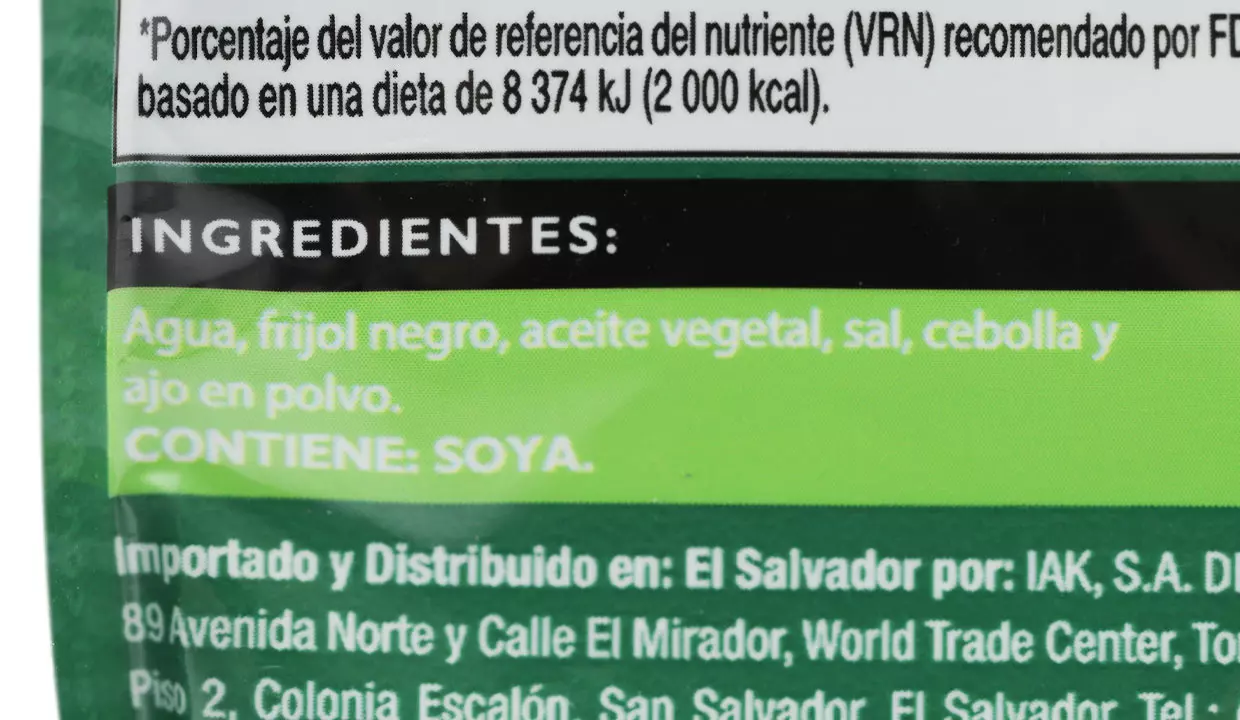 *Porcentaje del valor de referencia del nutriente (VRN) recomendado por
basado en una dieta de 8 374 kJ (2 000 kcal).
INGREDIENTES:
Agua, frijol negro, aceite vegetal, sal, cebolla y
ajo en polvo.
CONTIENE: SOYA.
Importado y Distribuido en: El Salvador por: IAK, S.A.
89 Avenida Norte y Calle El Mirador, World Trade Center,
Piso 2, Colonia Escalón, San Salvador, El Salvador, Tel.: